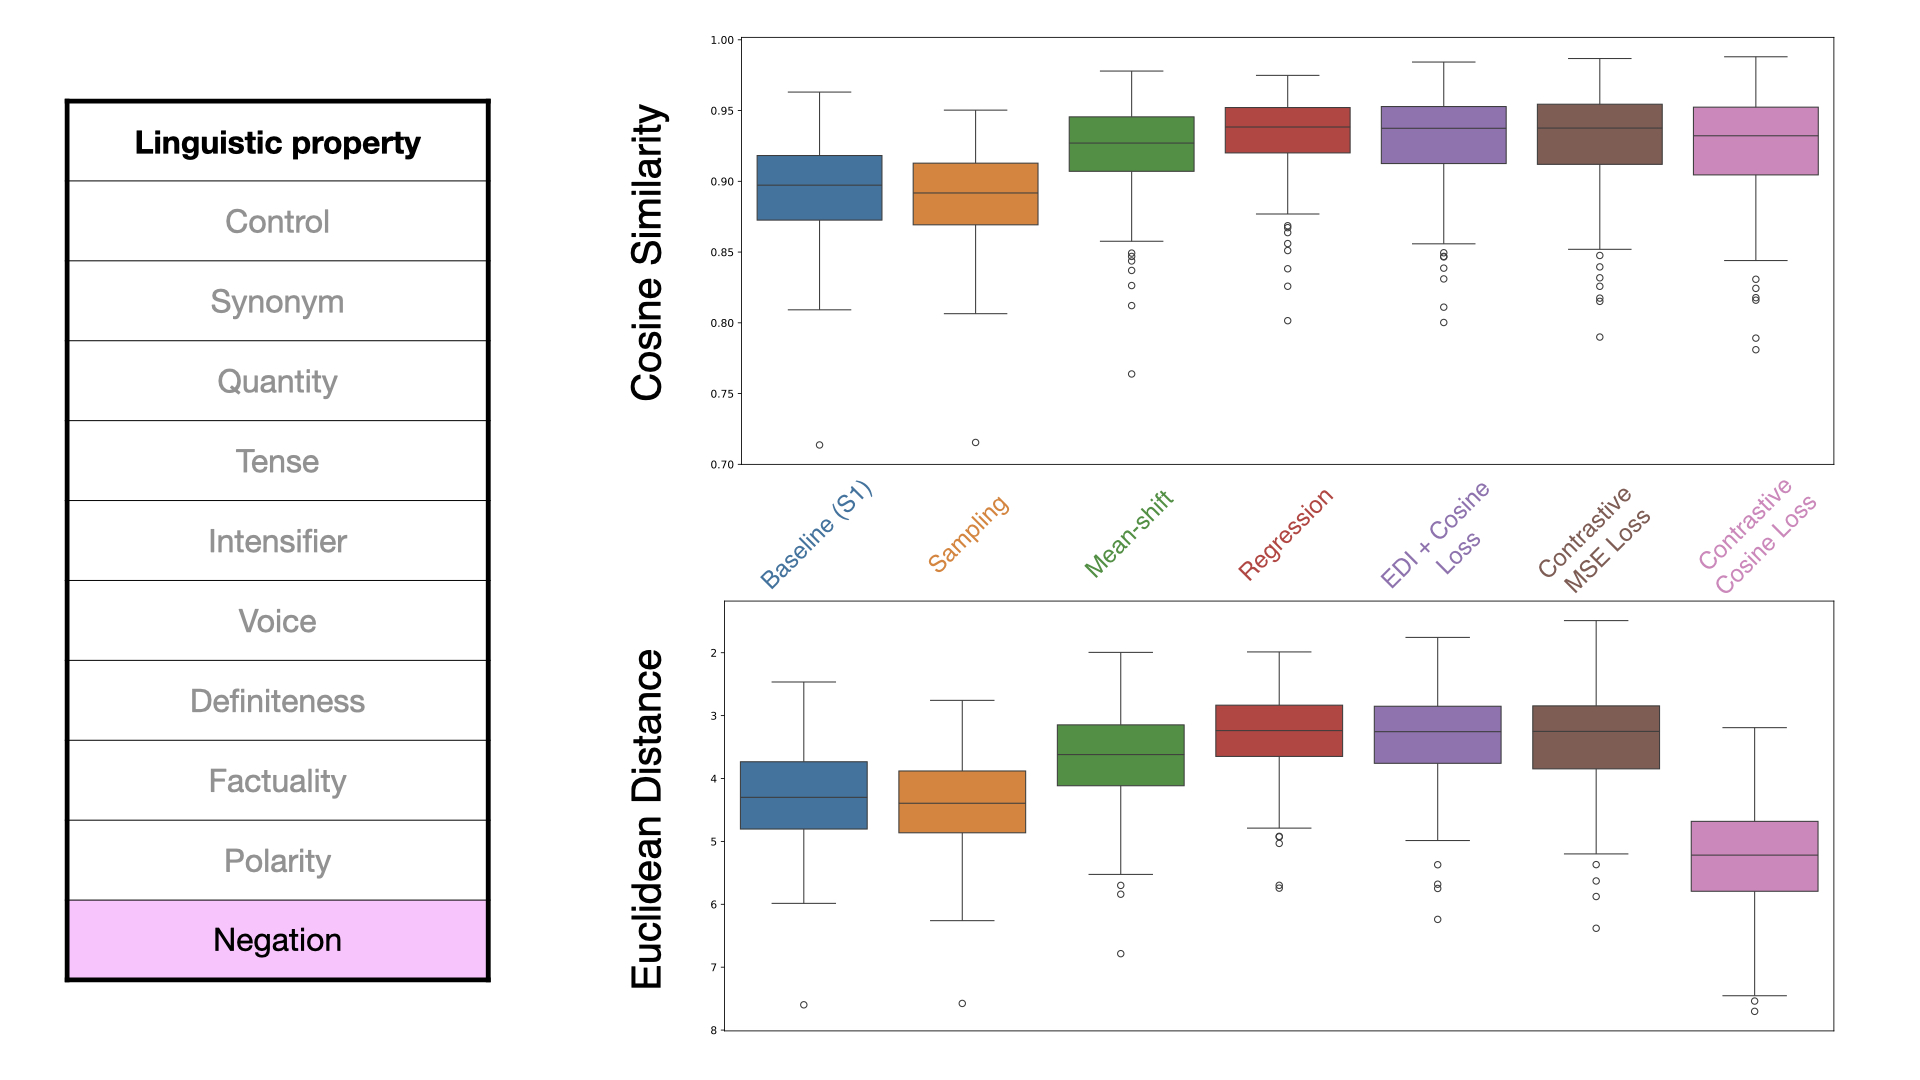 Linguistic property
Control
Synonym
Quantity
Tense
Intensifier
Voice
Definiteness
Factuality
Polarity
Negation
Cosine Similarity
1.00
0.95
0.90
0.85
0.80
0.75
0.70
Baseline (S1)
Sampling
Mean-shift
Regression
EDI + Cosine
Loss
Contrastive
MSE Loss
Contrastive
Cosine Loss
Euclidean Distance
2
3
4
5
6
7
8